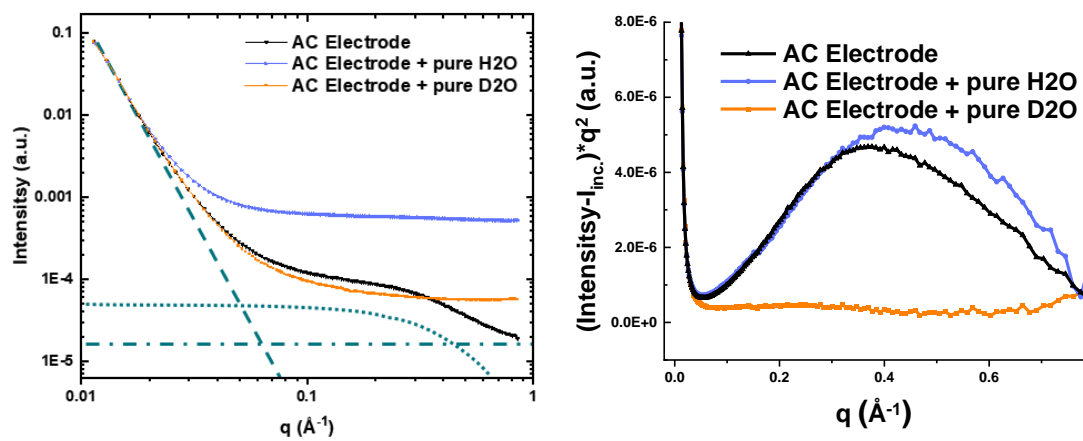 0.1
0.01
0.001
1E-4
1E-5
Intensitsy (a.u.)
AC Electrode
AC Electrode + pure H2O
AC Electrode + pure D2O
0.01
0.1
1
q (Å-1)
8.0E-6
6.0E-6
4.0E-6
2.0E-6
0.0E+0
(Intensitsy-Iinc.)*q2 (a.u.)
AC Electrode
AC Electrode + pure H2O
AC Electrode + pure D2O
0.0
0.2
0.4
0.6
q (Å-1)